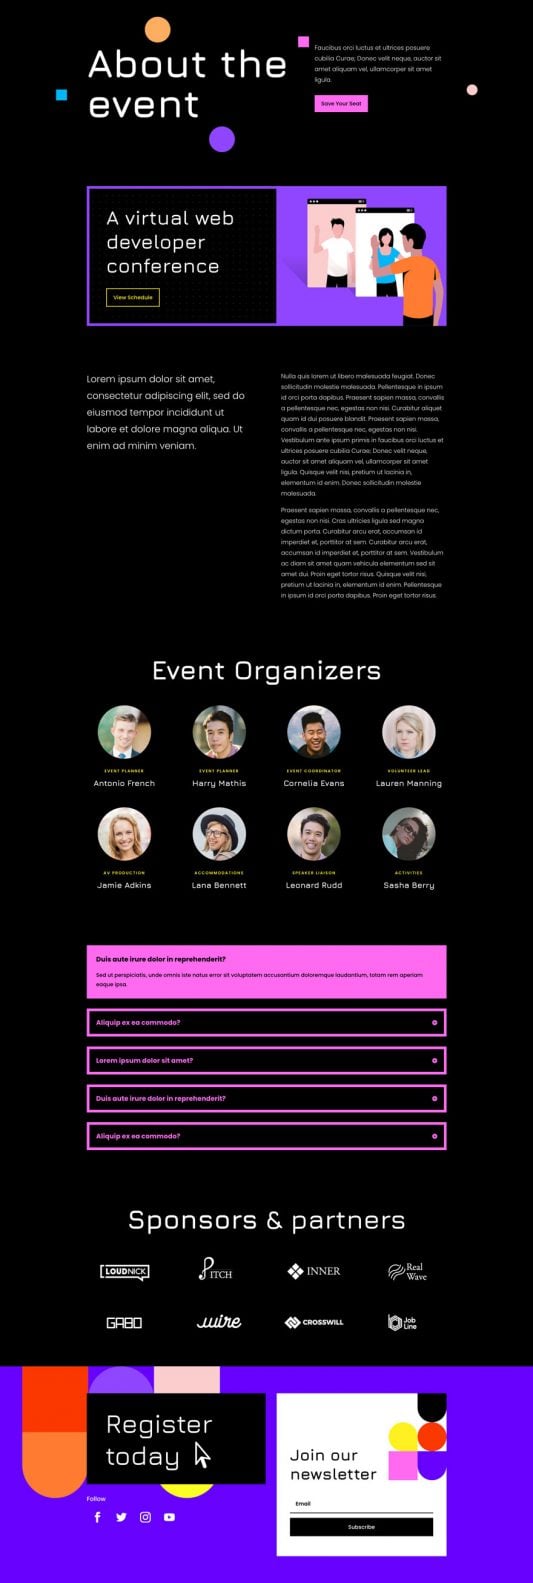 About the
event
Faucibus orci luctus et ultrices posuere
cubilia Curae; Donec velit neque, auctor sit
amet aliquam vel, ullamcorper sit amet
ligula.
Save Your Seat
A virtual web
developer
conference
View Schedule
Lorem ipsum dolor sit amet,
consectetur adipiscing elit, sed do
eiusmod tempor incididunt ut
labore et dolore magna aliqua. Ut
enim ad minim veniam.
Nulla quis lorem ut libero malesuada feugiat. Donec
sollicitudin molestie malesuada. Pellentesque in ipsum
id orci porta dapibus. Praesent sapien massa, convallis
a pellentesque nec, egestas non nisi. Curabitur aliquet
quam id dui posuere blandit. Praesent sapien massa,
convallis a pellentesque nec, egestas non nisi.
Vestibulum ante ipsum primis in faucibus orci luctus et
ultrices posuere cubilia Curae; Donec velit neque,
auctor sit amet aliquam vel, ullamcorper sit amet
ligula. Quisque velit nisi, pretium ut lacinia in,
elementum id enim. Donec sollicitudin molestie
malesuada.
Praesent sapien massa, convallis a pellentesque nec,
egestas non nisi. Cras ultricies ligula sed magna
dictum porta. Curabitur arcu erat, accumsan id
imperdiet et, porttitor at sem. Curabitur arcu erat,
accumsan id imperdiet et, porttitor at sem. Vestibulum
ac diam sit amet quam vehicula elementum sed sit
amet dui. Proin eget tortor risus. Quisque velit nisi,
pretium ut lacinia in, elementum id enim. Pellentesque
in ipsum id orci porta dapibus. Proin eget tortor risus.
Event Organizers
EVENT PLANNER
Antonio French
EVENT PLANNER
Harry Mathis
EVENT COORDINATOR
Cornelia Evans
VOLUNTEER LEAD
Lauren Manning
AV PRODUCTION
Jamie Adkins
ACCOMMODATIONS
Lana Bennett
SPEAKER LIAISON
Leonard Rudd
ACTIVITIES
Sasha Berry
Duis aute irure dolor in reprehenderit?
Sed ut perspiciatis, unde omnis iste natus error sit voluptatem accusantium doloremque laudantium, totam rem aperiam
eaque ipsa.
Aliquip ex ea commodo?
Lorem ipsum dolor sit amet?
Duis aute irure dolor in reprehenderit?
Aliquip ex ea commodo?
Sponsors & partners
LOUDNICK
PITCH
INNER
Real
Wave
GABO
wire
CROSSWILL
Job
Line
Register
today
Join our
newsletter
Email
Subscribe
Follow